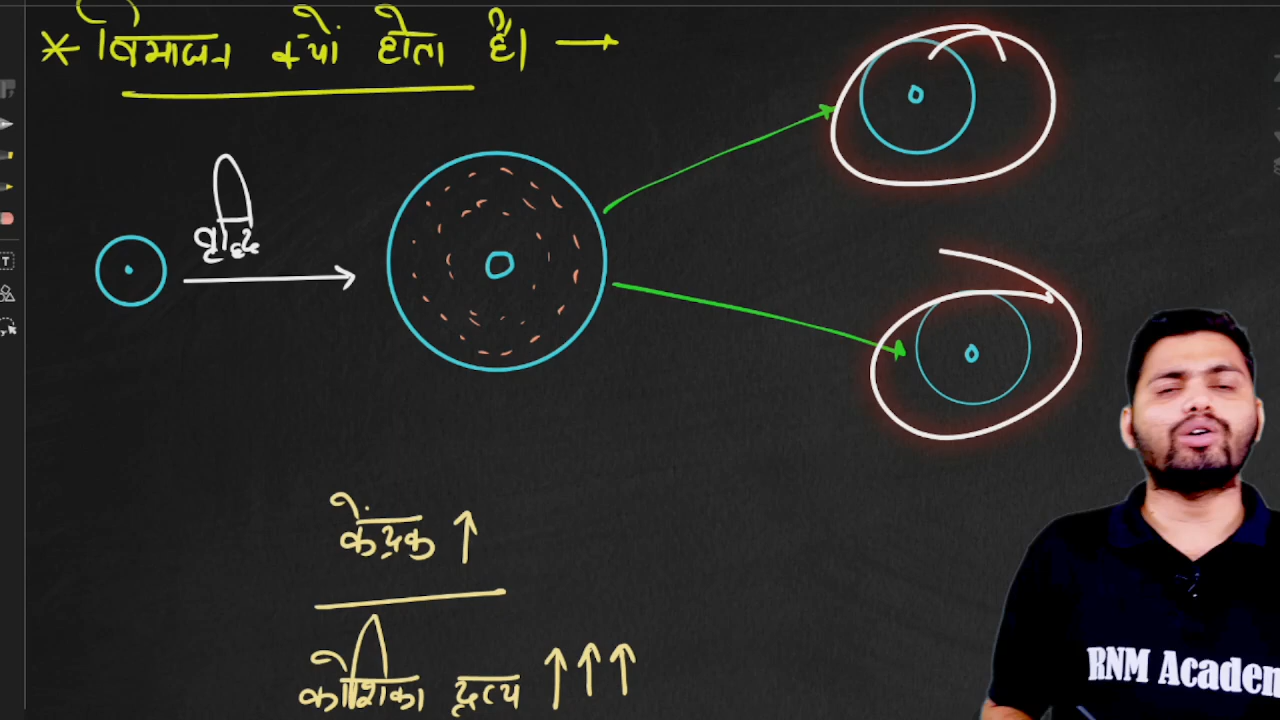 * विभाजन क्यों होता है। →
वृद्धि
केंद्रक ↑
कोशिका द्रव्य ↑↑↑
RNM Academ